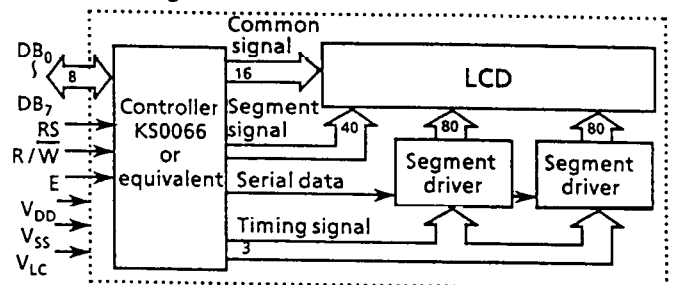 Common
signal
16
DB0
8
DB7
RS
R/W
E
VDD
VSS
VLC
Controller
KS0066
or
equivalent
LCD
Segment
signal
40
80
80
Segment
driver
Segment
driver
Serial data
Timing signal
3